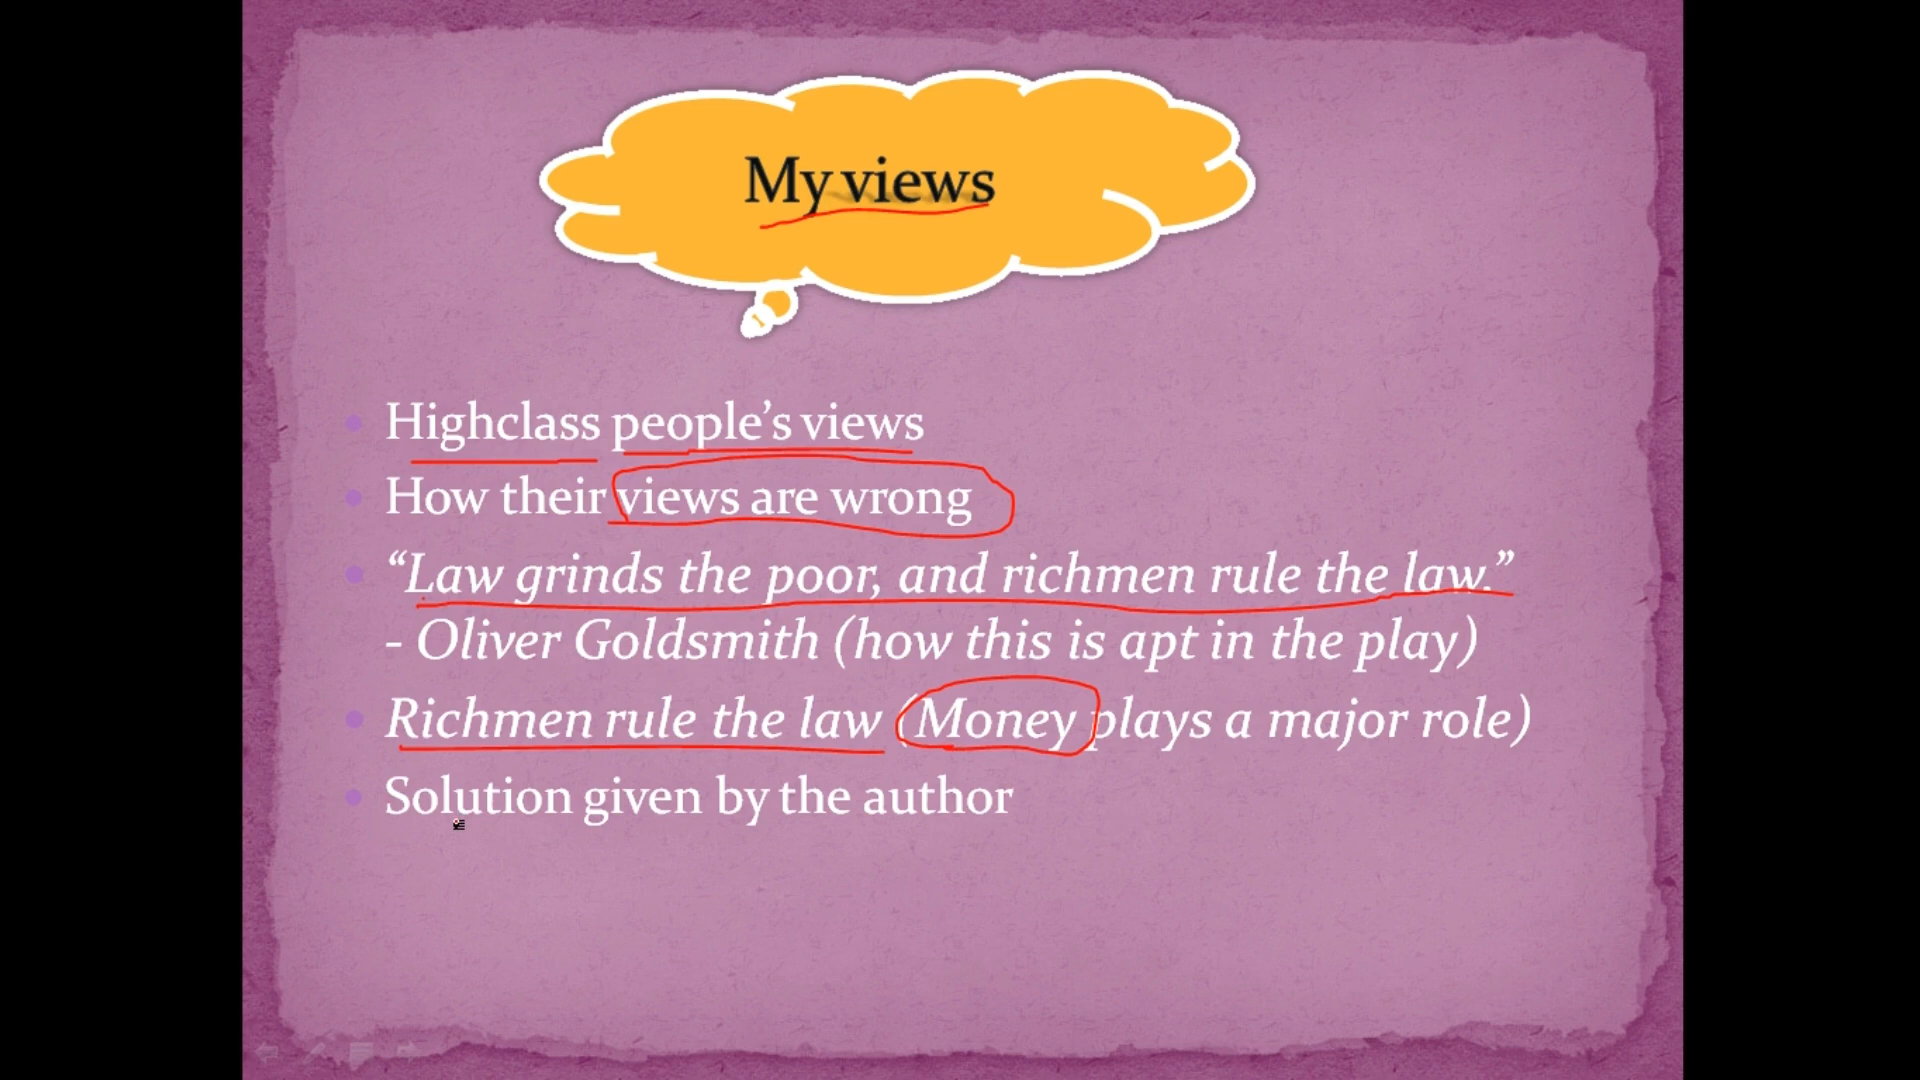 My views
Highclass people’s views
How their views are wrong
“Law grinds the poor, and richmen rule the law.”
- Oliver Goldsmith (how this is apt in the play)
Richmen rule the law (Money plays a major role)
Solution given by the author